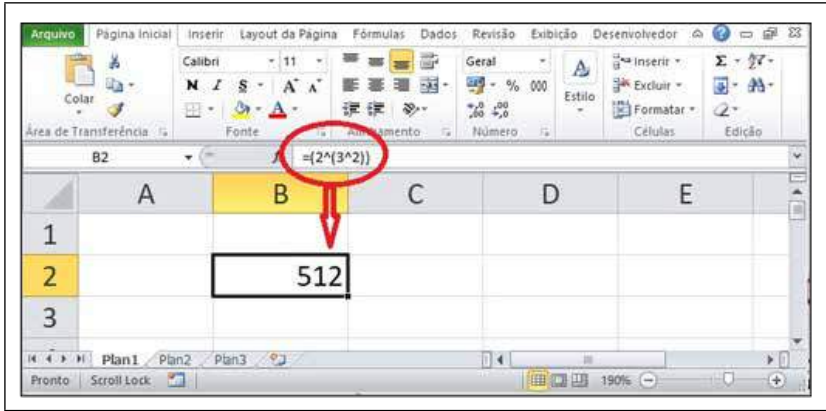 Arquivo Página Inicial Inserir Layout da Página Fórmulas Dados Revisão Exibição Desenvolvedor
Calibri 11 Geral Inserir
Colar N I S A A % 000 Estilo Excluir
A Formatar
Área de Transferência Fonte Alinhamento Número Células Edição
B2 =(2^(3^2))
A B C D E
1
2 512
3
Plan1 Plan2 Plan3
Pronto Scroll Lock 190%